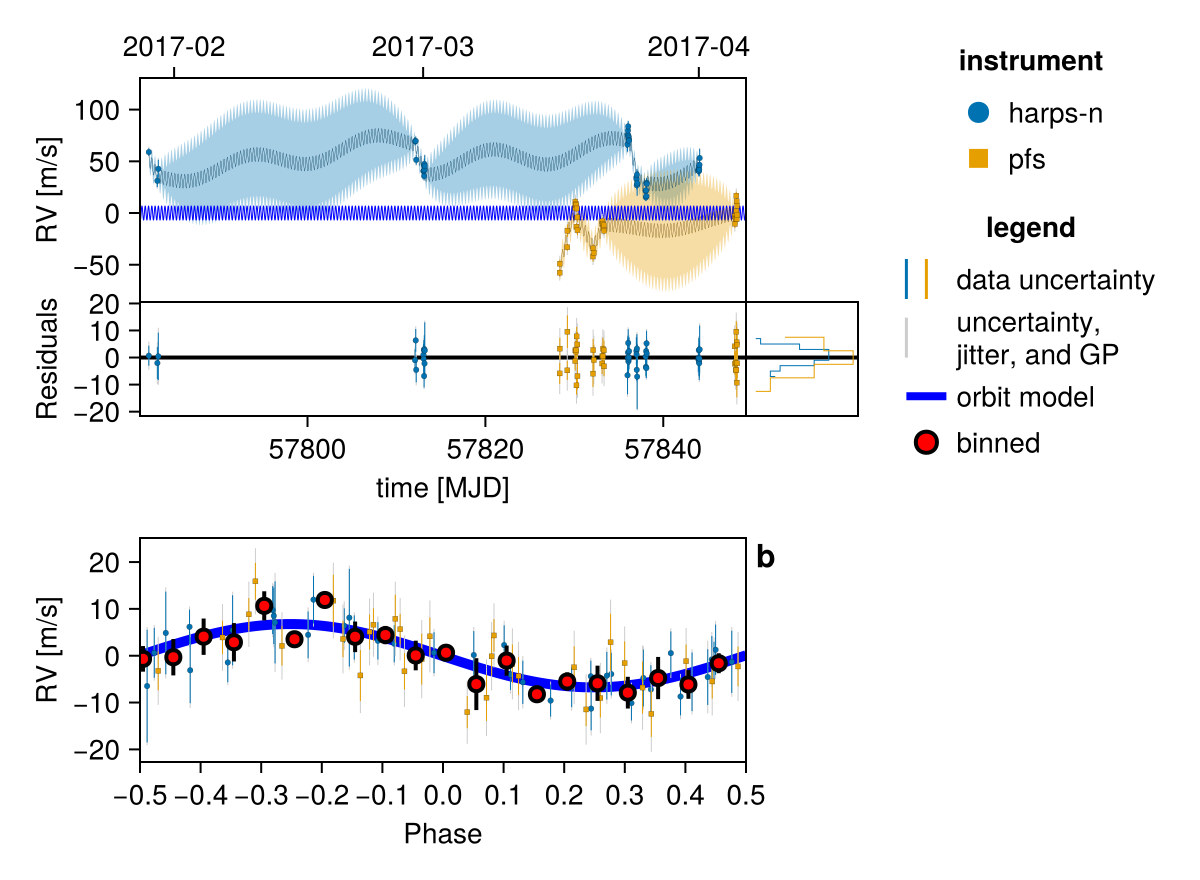 2017-02 2017-03 2017-04
RV [m/s]
100
50
0
−50
Residuals
20
10
0
−10
−20
57800 57820 57840
time [MJD]
instrument
harps-n
pfs
legend
data uncertainty
uncertainty,
jitter, and GP
orbit model
binned
b
RV [m/s]
20
10
0
−10
−20
−0.5 −0.4 −0.3 −0.2 −0.1 0.0 0.1 0.2 0.3 0.4 0.5
Phase